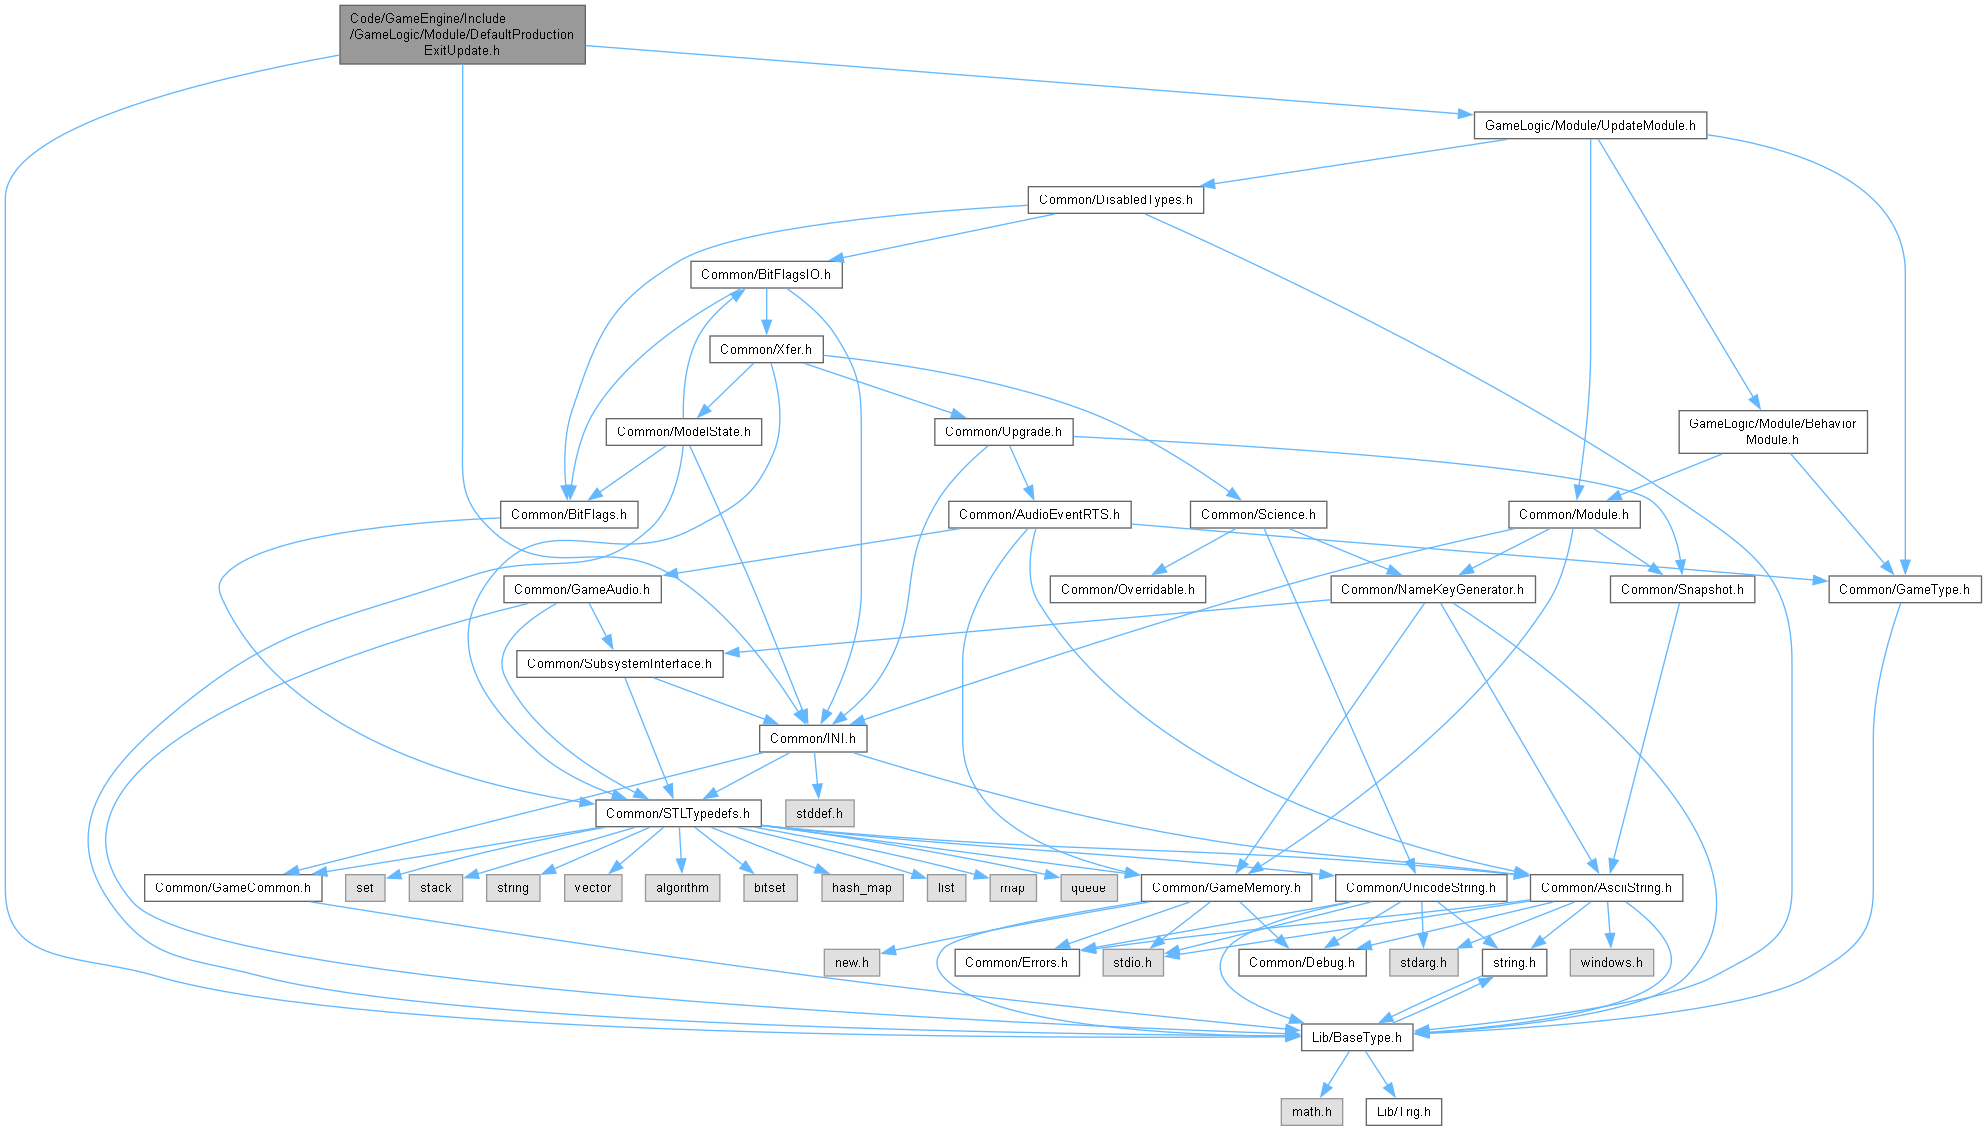 Code/GameEngine/Include
/GameLogic/Module/DefaultProduction
ExitUpdate.h
GameLogic/Module/UpdateModule.h
Common/DisabledTypes.h
Common/BitFlagsIO.h
Common/Xfer.h
Common/ModelState.h
Common/Upgrade.h
GameLogic/Module/Behavior
Module.h
Common/BitFlags.h
Common/AudioEventRTS.h
Common/Science.h
Common/Module.h
Common/GameAudio.h
Common/Overridable.h
Common/NameKeyGenerator.h
Common/Snapshot.h
Common/GameType.h
Common/SubsystemInterface.h
Common/INI.h
Common/STLTypedefs.h
stddef.h
Common/GameCommon.h
set
stack
string
vector
algorithm
bitset
hash_map
list
map
queue
Common/GameMemory.h
Common/UnicodeString.h
Common/AsciiString.h
new.h
Common/Errors.h
stdio.h
Common/Debug.h
stdarg.h
string.h
windows.h
Lib/BaseType.h
math.h
Lib/Trig.h